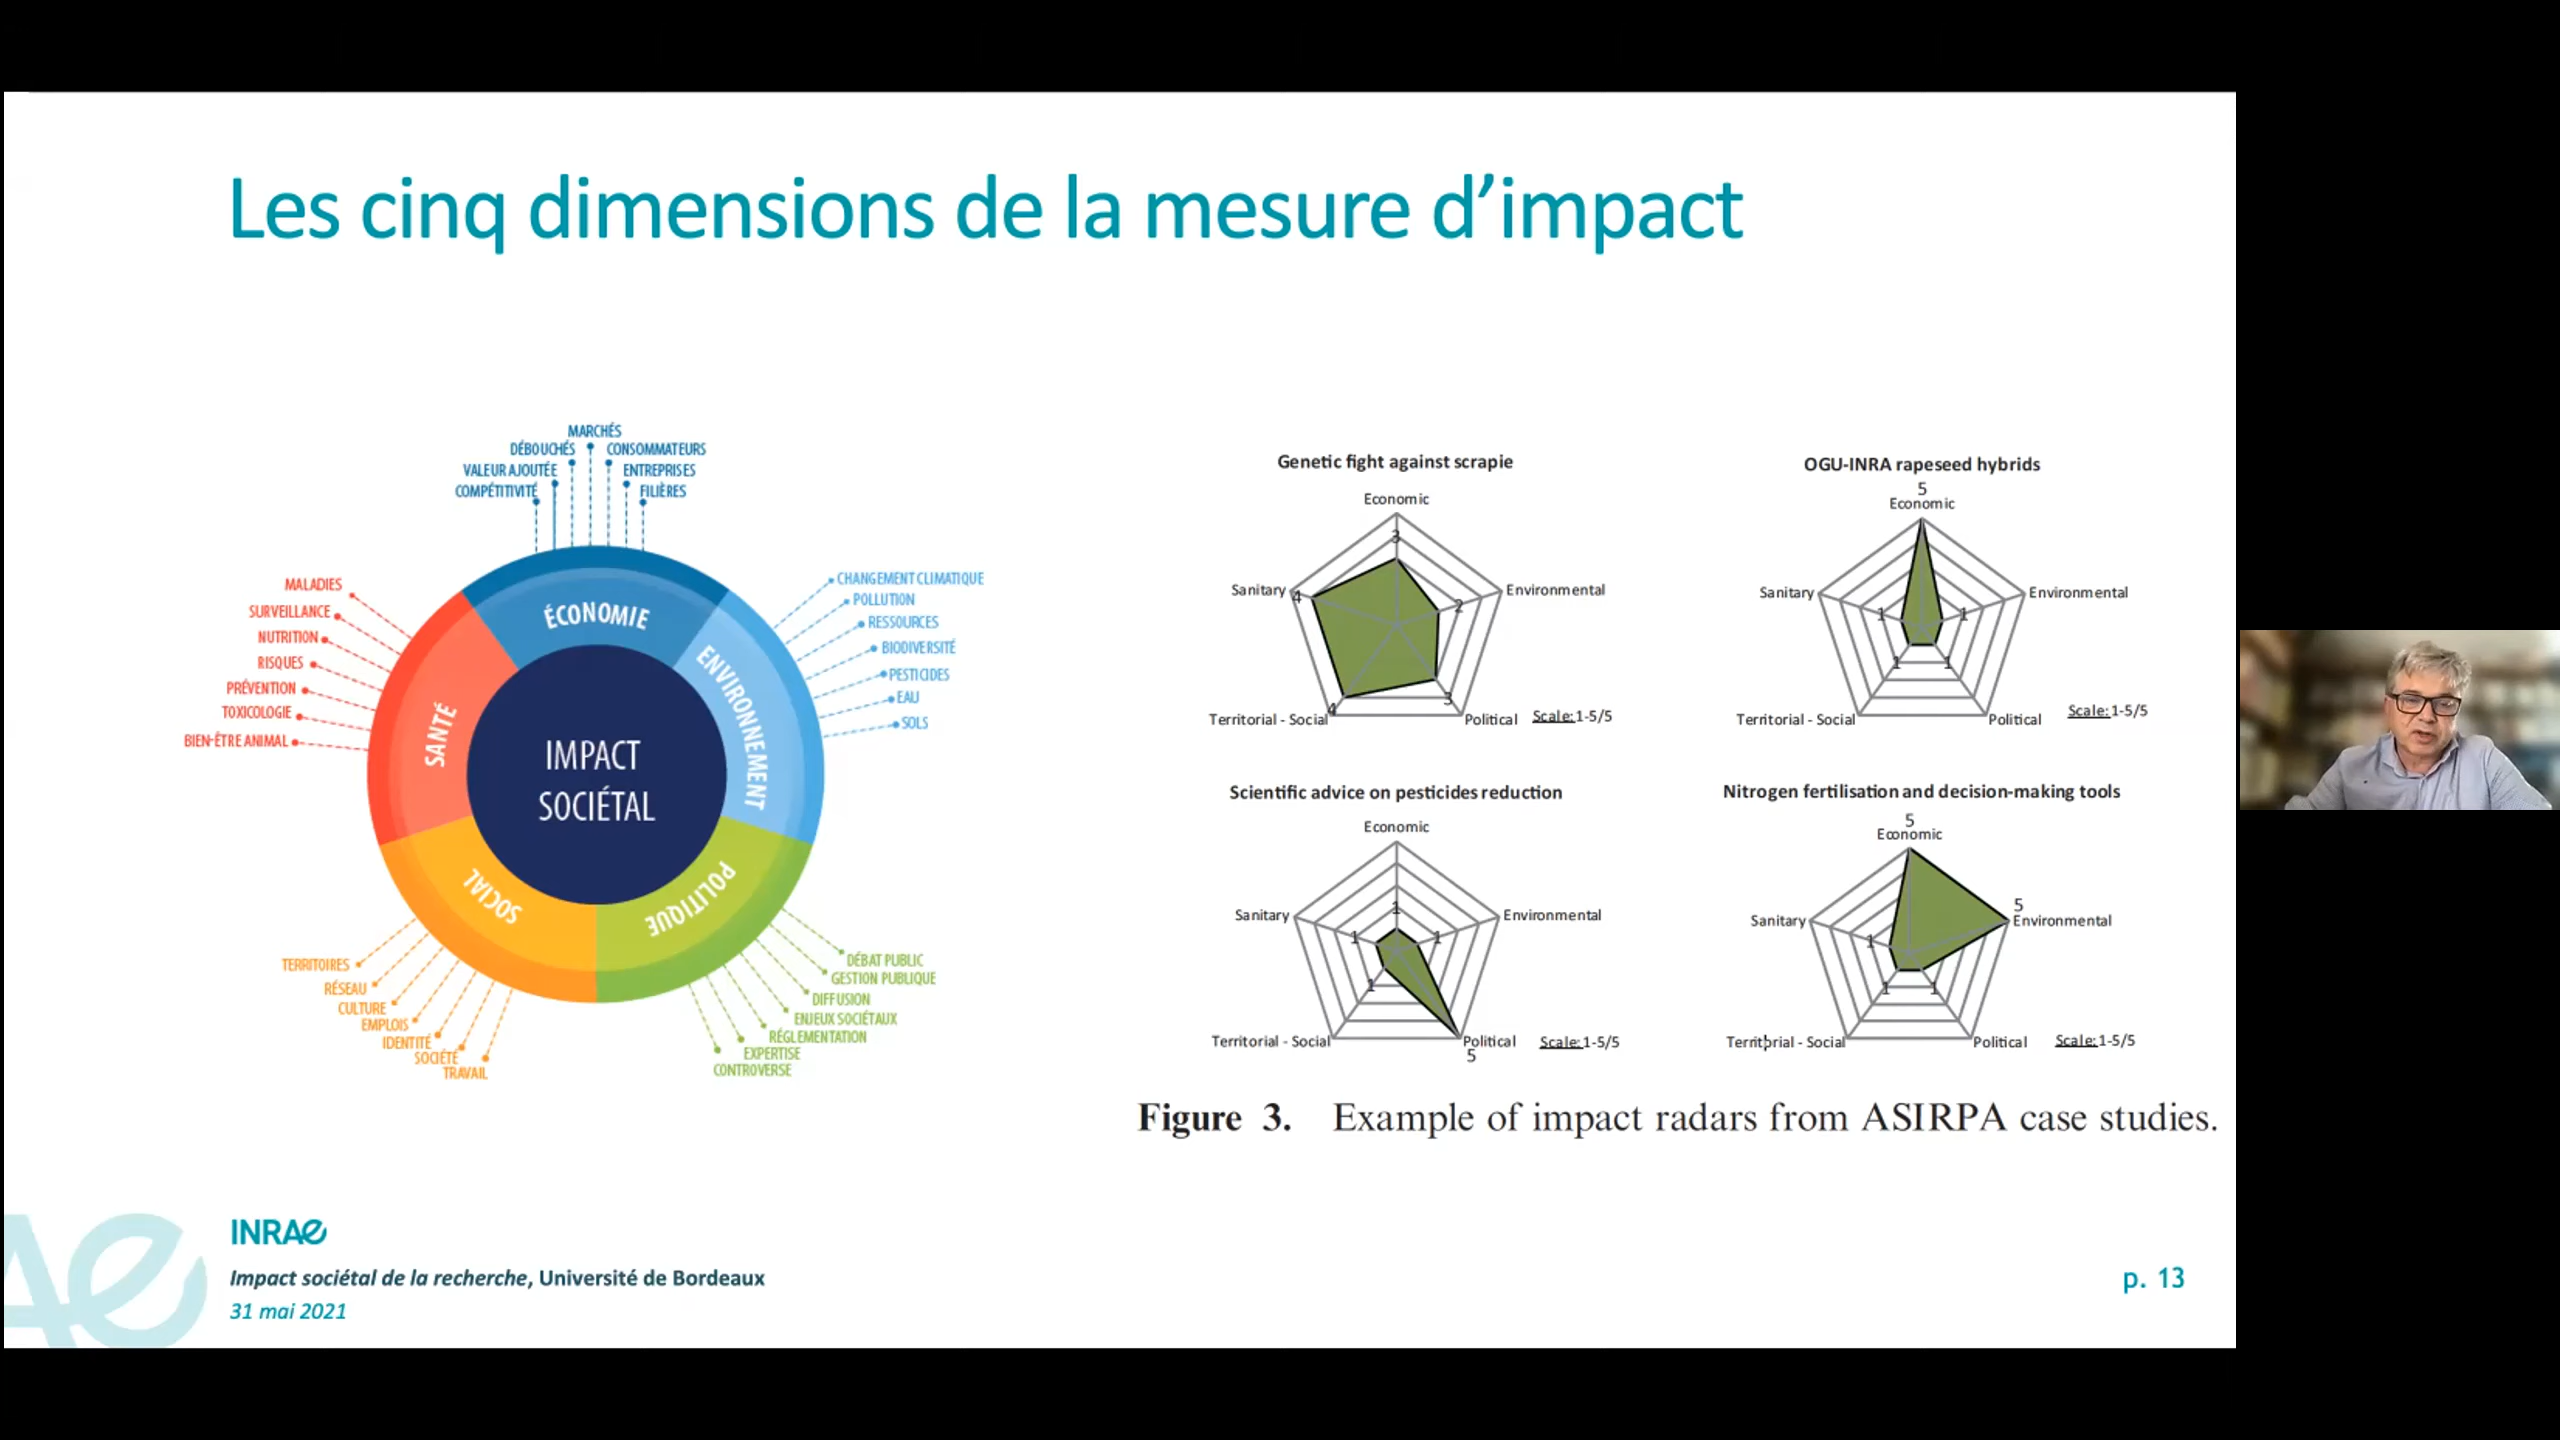 Les cinq dimensions de la mesure d’impact
MARCHÉS
DÉBOUCHÉS
CONSOMMATEURS
VALEUR AJOUTÉE
ENTREPRISES
COMPÉTITIVITÉ
FILIÈRES
MALADIES
SURVEILLANCE
NUTRITION
RISQUES
PRÉVENTION
TOXICOLOGIE
BIEN-ÊTRE ANIMAL
CHANGEMENT CLIMATIQUE
POLLUTION
RESSOURCES
BIODIVERSITÉ
PESTICIDES
EAU
SOLS
ÉCONOMIE
ENVIRONNEMENT
SANTÉ
IMPACT
SOCIÉTAL
SOCIAL
POLITIQUE
TERRITOIRES
RÉSEAU
CULTURE
EMPLOIS
IDENTITÉ
SOCIÉTÉ
TRAVAIL
DÉBAT PUBLIC
GESTION PUBLIQUE
DIFFUSION
ENJEUX SOCIÉTAUX
RÉGLEMENTATION
EXPERTISE
CONTROVERSE
Genetic fight against scrapie
Economic
3
Sanitary
4
Environmental
2
Territorial - Social
4
Political
3
Scale:1-5/5
OGU-INRA rapeseed hybrids
5
Economic
Sanitary
1
Environmental
1
Territorial - Social
1
Political
1
Scale:1-5/5
Scientific advice on pesticides reduction
Economic
1
Sanitary
1
Environmental
1
Territorial - Social
1
Political
5
Scale:1-5/5
Nitrogen fertilisation and decision-making tools
5
Economic
Sanitary
1
5
Environmental
Territorial - Social
1
Political
1
Scale:1-5/5
Figure 3. Example of impact radars from ASIRPA case studies.
INRAE
Impact sociétal de la recherche, Université de Bordeaux
31 mai 2021
p. 13